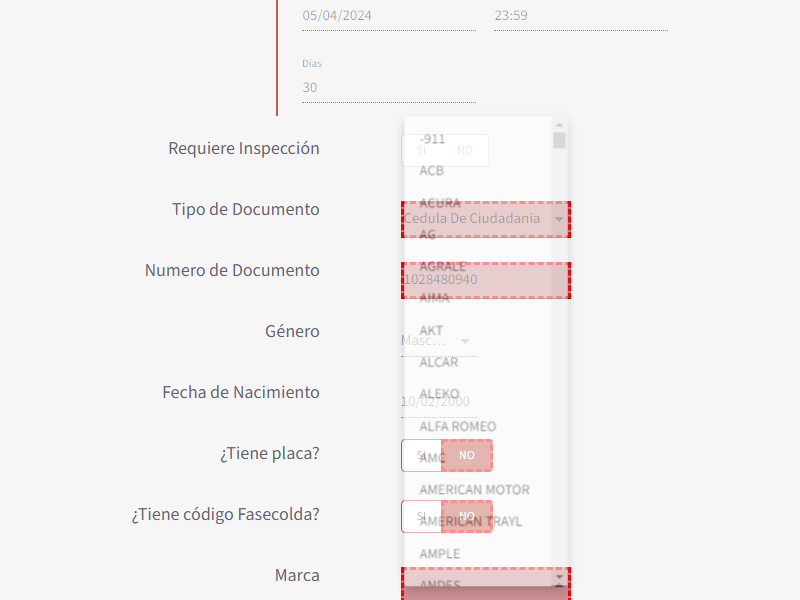 05/04/2024 23:59
Días
30
-911
Requiere Inspección SI NO
ACB
ACURA
Tipo de Documento Cedula De Ciudadania
AG
AGRALE
Numero de Documento 1028480940
AIMA
Género Masc...
AKT
ALCAR
Fecha de Nacimiento 10/02/2000
ALEKO
ALFA ROMEO
¿Tiene placa? SI NO
AMC
AMERICAN MOTOR
¿Tiene código Fasecolda? SI NO
AMERICAN TRAYL
AMPLE
Marca
ANDES